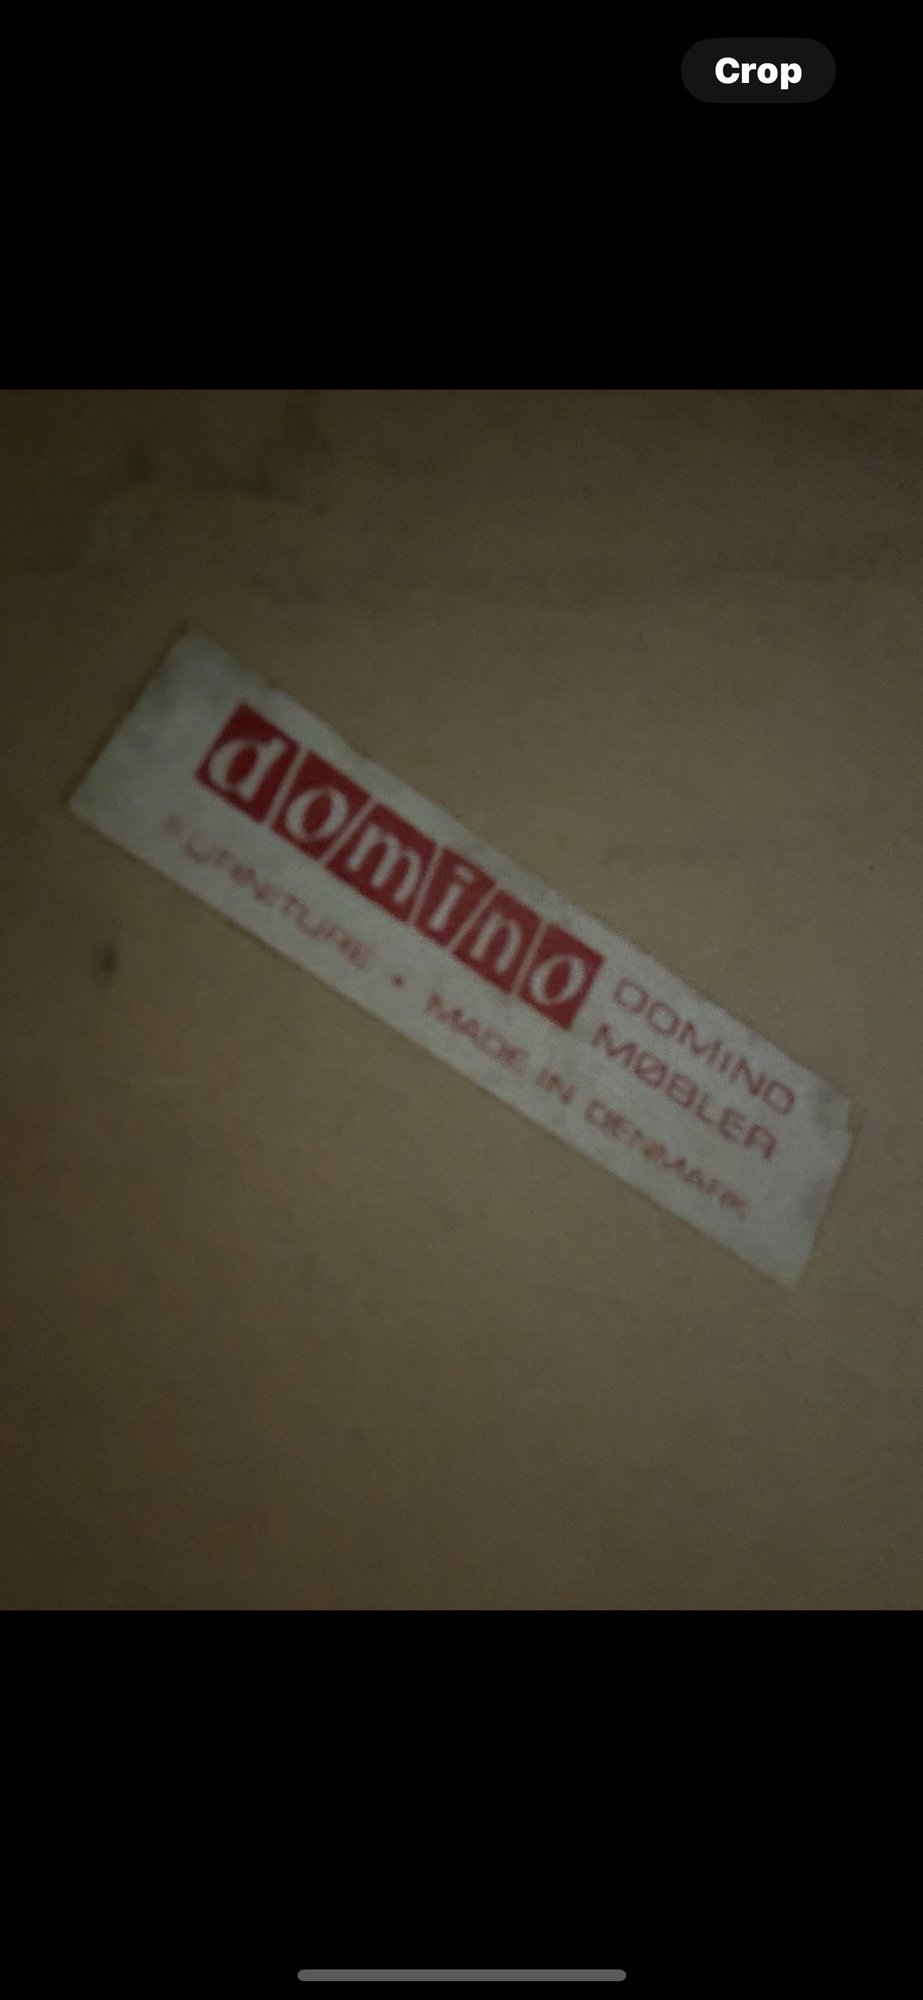 Crop
domino
DOMINO
MØBLER
FURNITURE • MADE IN DENMARK